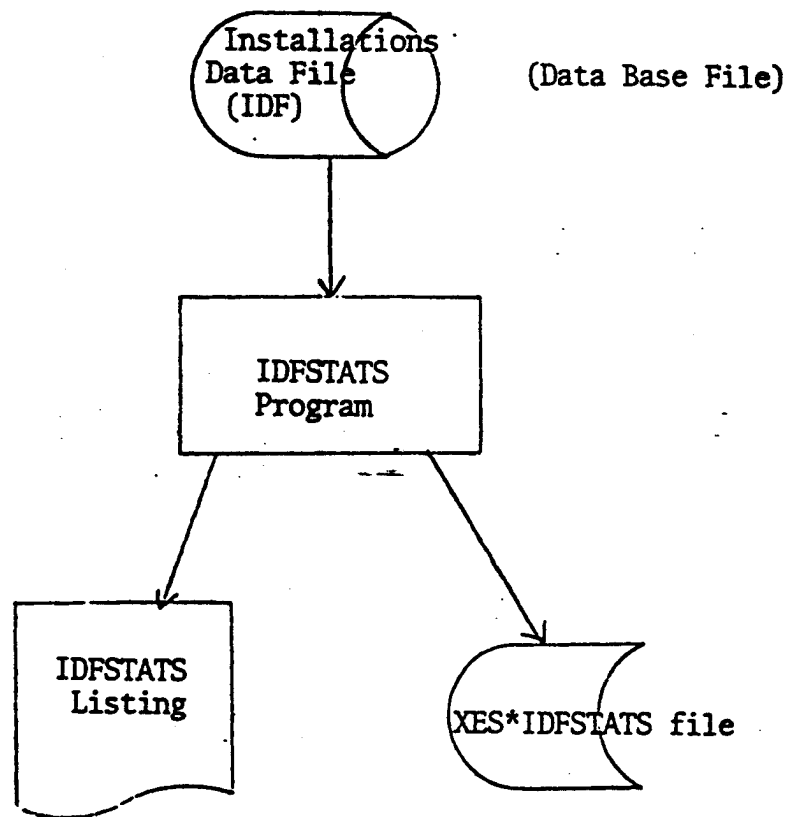 Installations
Data File
(IDF)
(Data Base File)
IDFSTATS
Program
IDFSTATS
Listing
XES*IDFSTATS file